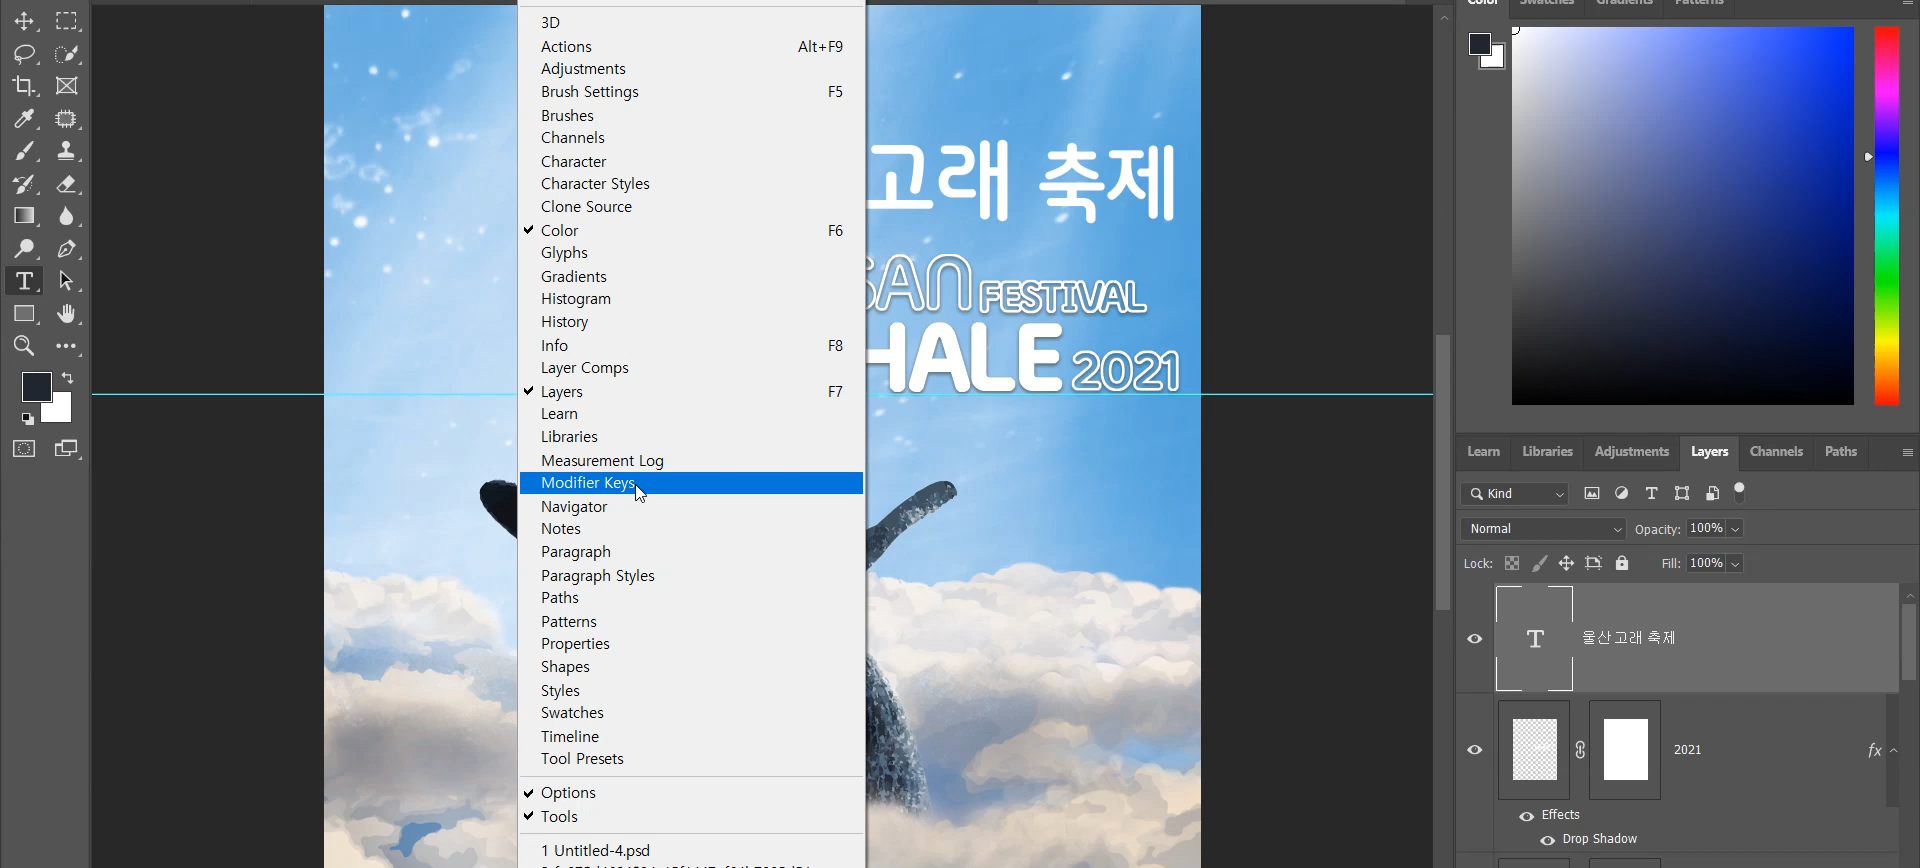 3D
Actions Alt+F9
Adjustments
Brush Settings F5
Brushes
Channels
Character
Character Styles
Clone Source
Color F6
Glyphs
Gradients
Histogram
History
Info F8
Layer Comps
Layers F7
Learn
Libraries
Measurement Log
Modifier Keys
Navigator
Notes
Paragraph
Paragraph Styles
Paths
Patterns
Properties
Shapes
Styles
Swatches
Timeline
Tool Presets
Options
Tools
1 Untitled-4.psd
고래 축제
SAN FESTIVAL
HALE 2021
Color Swatches Gradients Patterns
Learn Libraries Adjustments Layers Channels Paths
Kind
Normal Opacity: 100%
Lock: Fill: 100%
T 울산고래 축제
2021 fx
Effects
Drop Shadow